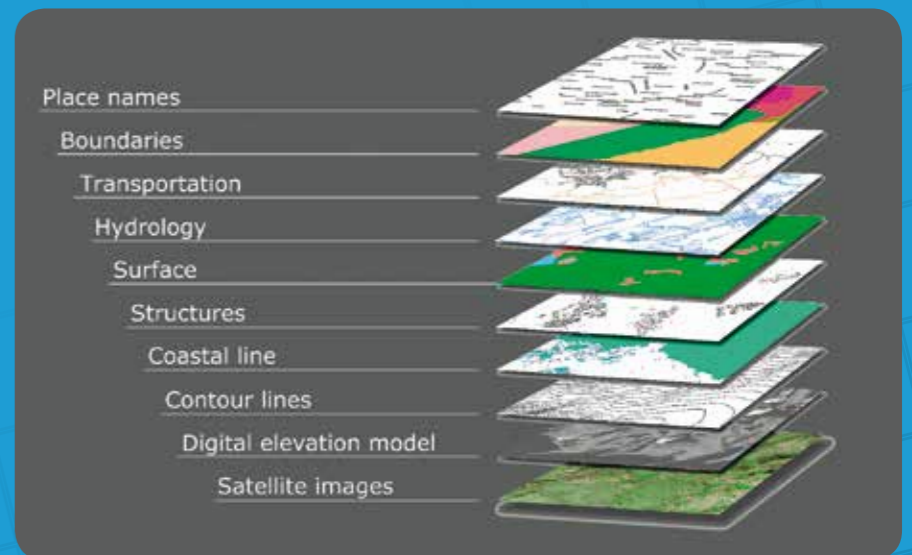 Place names
Boundaries
Transportation
Hydrology
Surface
Structures
Coastal line
Contour lines
Digital elevation model
Satellite images